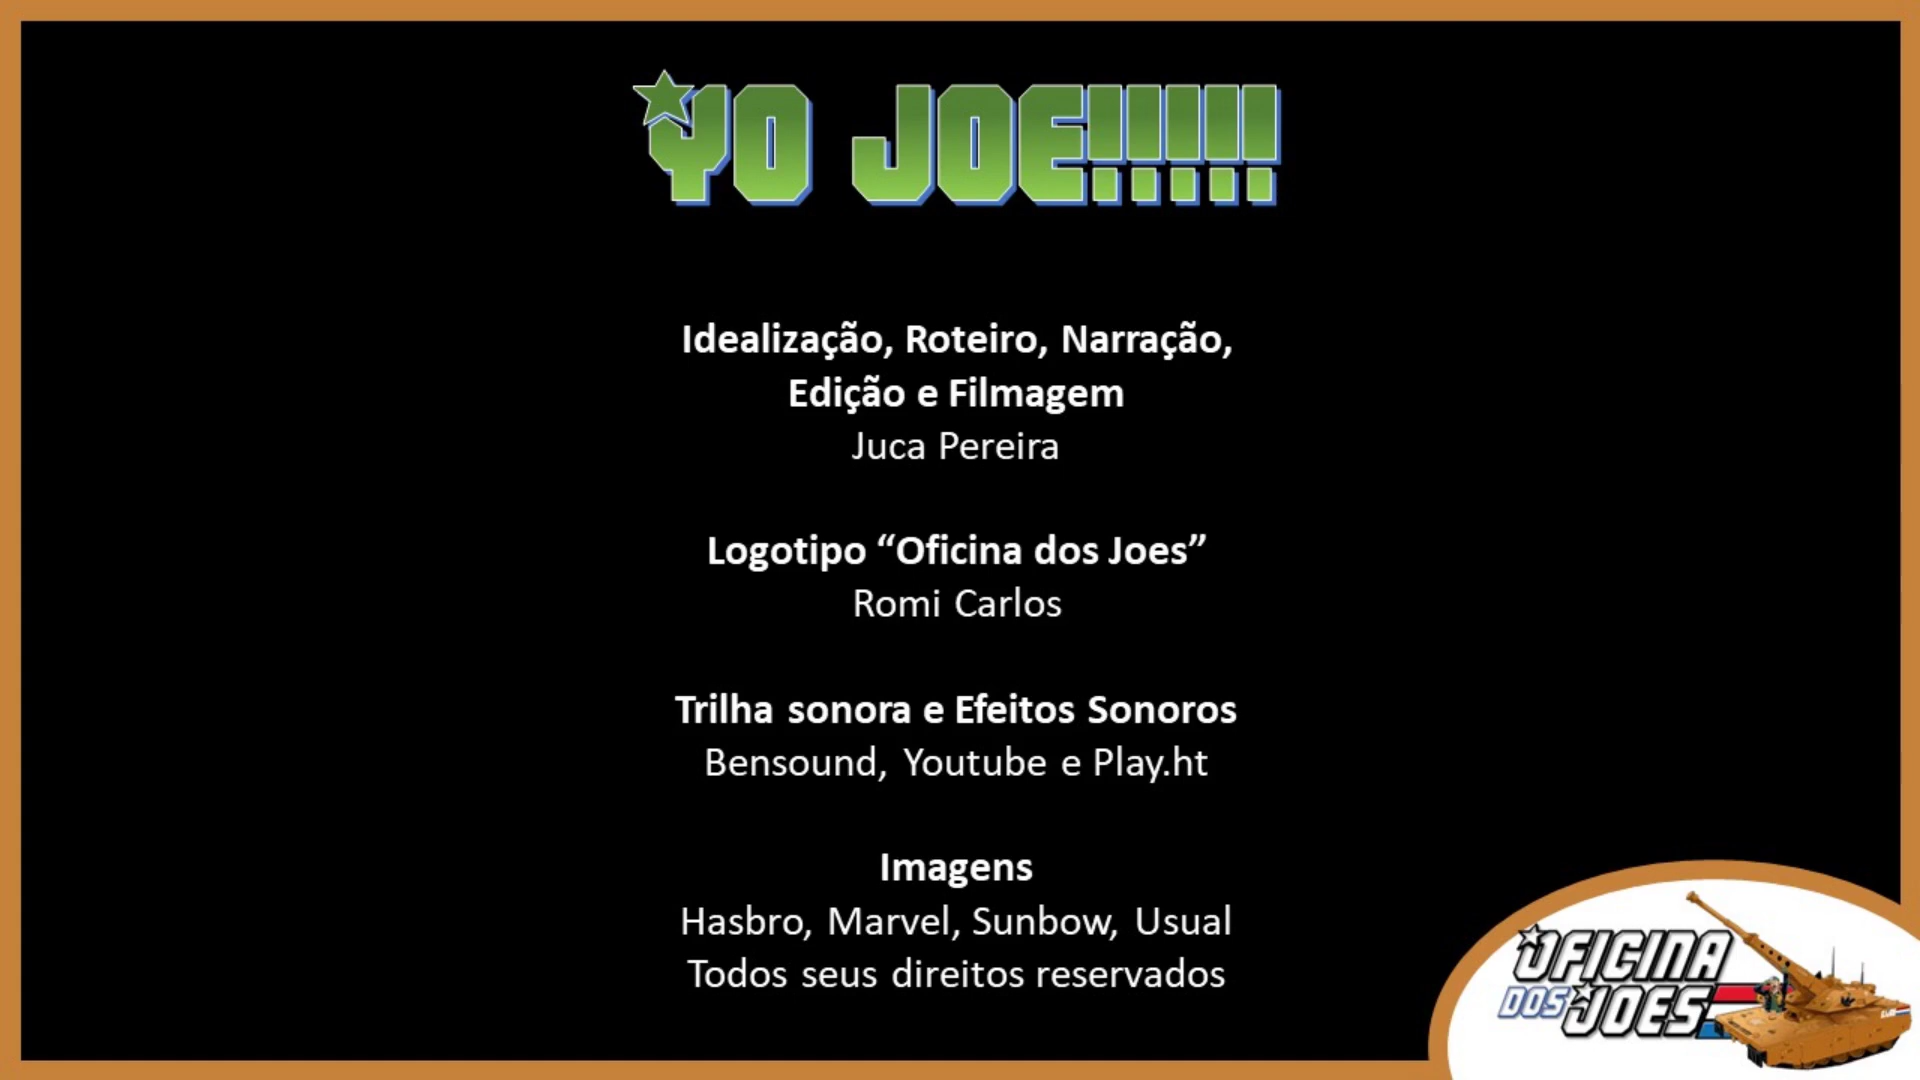 YO JOE!!!!!
Idealização, Roteiro, Narração,
Edição e Filmagem
Juca Pereira
Logotipo “Oficina dos Joes”
Romi Carlos
Trilha sonora e Efeitos Sonoros
Bensound, Youtube e Play.ht
Imagens
Hasbro, Marvel, Sunbow, Usual
Todos seus direitos reservados
OFICINA
DOS JOES